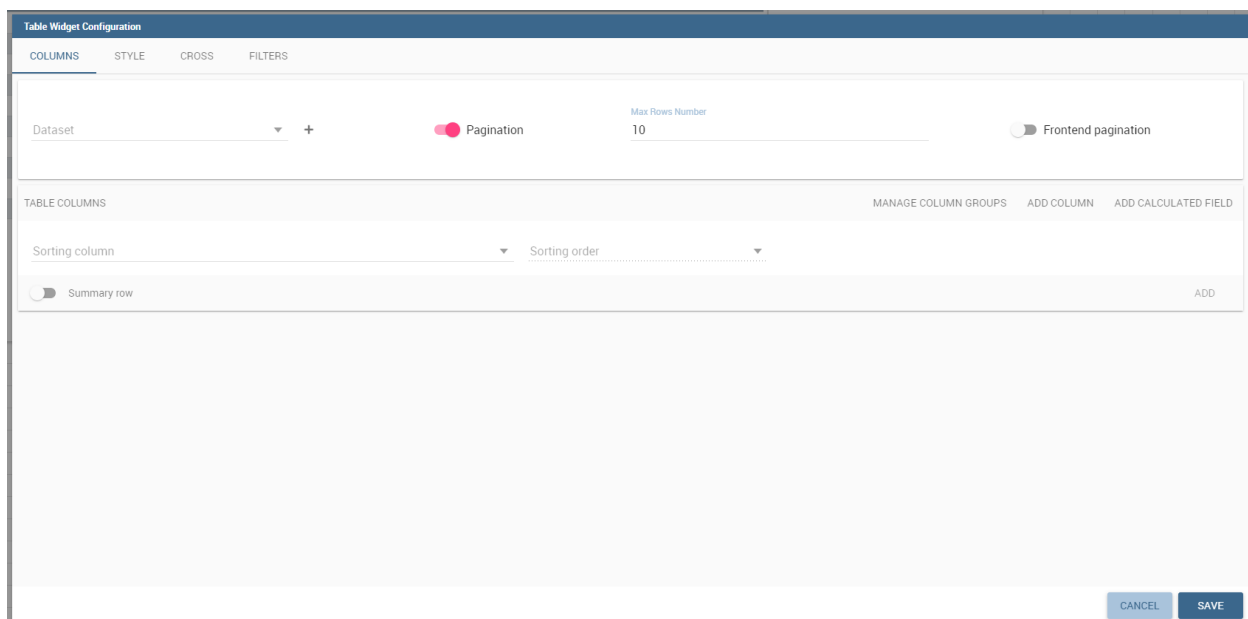 Table Widget Configuration
COLUMNS STYLE CROSS FILTERS
Max Rows Number
Dataset + Pagination 10 Frontend pagination
TABLE COLUMNS MANAGE COLUMN GROUPS ADD COLUMN ADD CALCULATED FIELD
Sorting column Sorting order
Summary row ADD
CANCEL SAVE